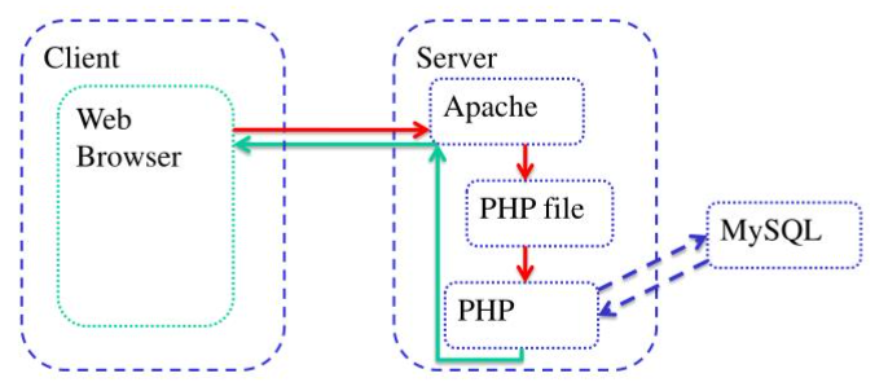 Client
Web
Browser
Server
Apache
PHP file
PHP
MySQL